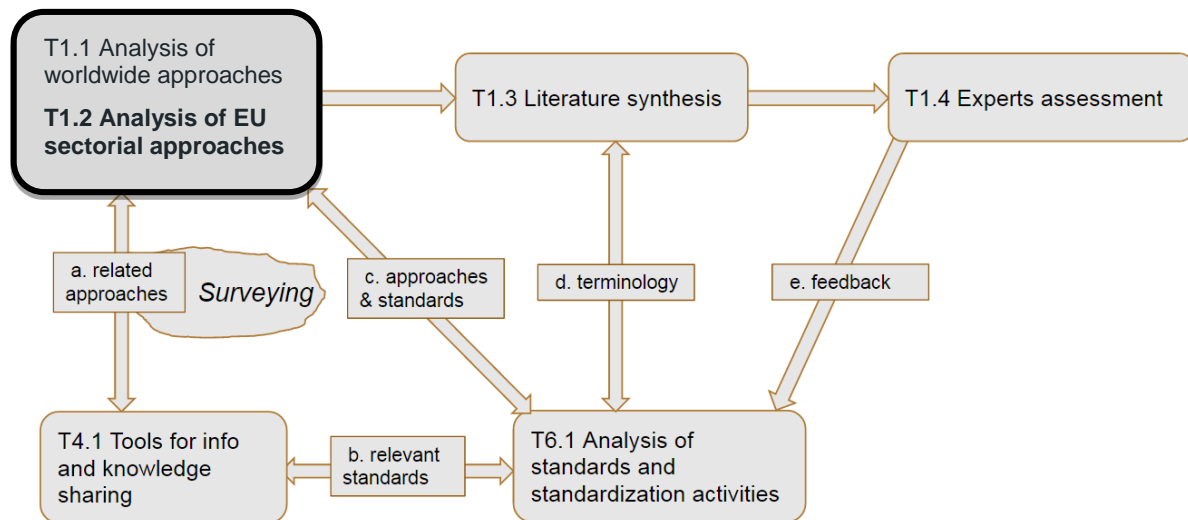 T1.1 Analysis of
worldwide approaches
T1.2 Analysis of EU
sectorial approaches
T1.3 Literature synthesis
T1.4 Experts assessment
a. related
approaches
Surveying
c. approaches
& standards
d. terminology
e. feedback
T4.1 Tools for info
and knowledge
sharing
b. relevant
standards
T6.1 Analysis of
standards and
standardization activities